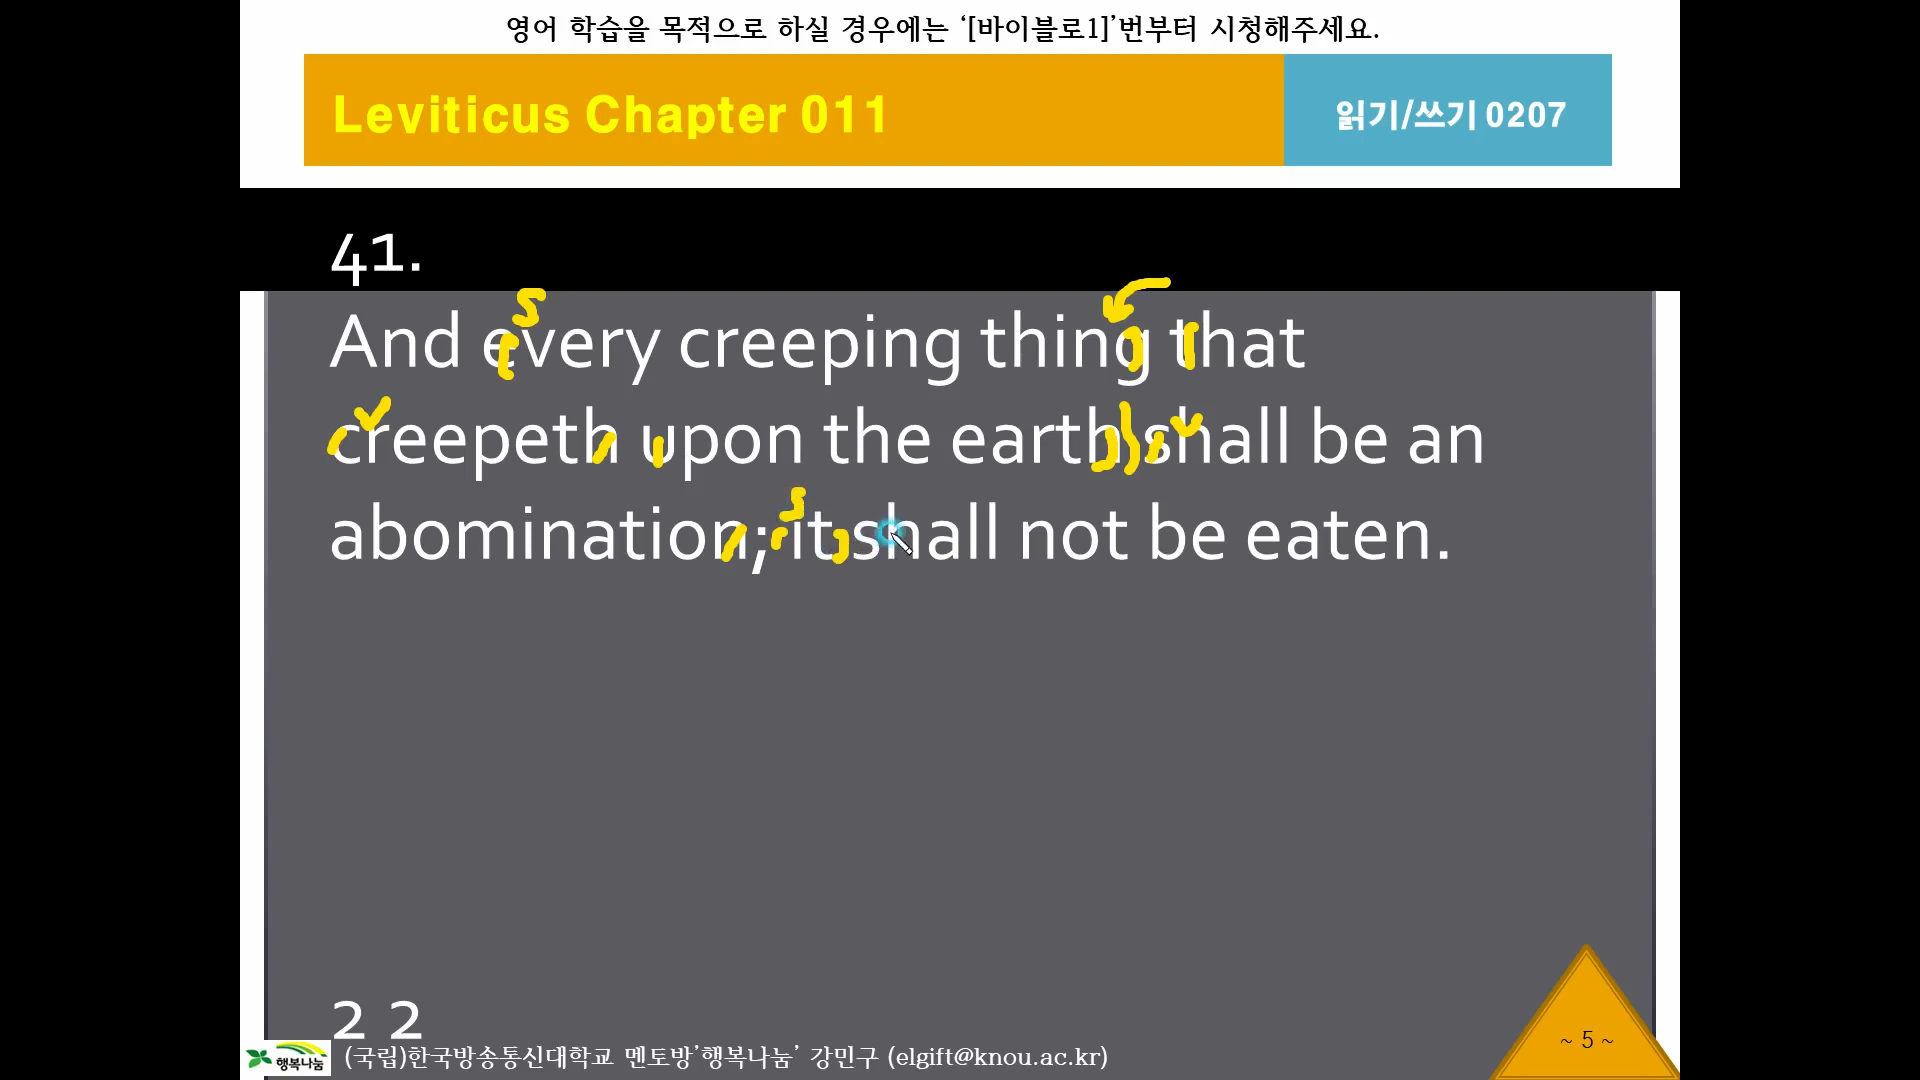 영어 학습을 목적으로 하실 경우에는 ‘[바이블로1]’번부터 시청해주세요.
Leviticus Chapter 011
읽기/쓰기 0207
41.
And every creeping thing that
creepeth upon the earth shall be an
abomination; it shall not be eaten.
2 2
행복나눔
(국립)한국방송통신대학교 멘토방’행복나눔’ 강민구 (elgift@knou.ac.kr)
~ 5 ~